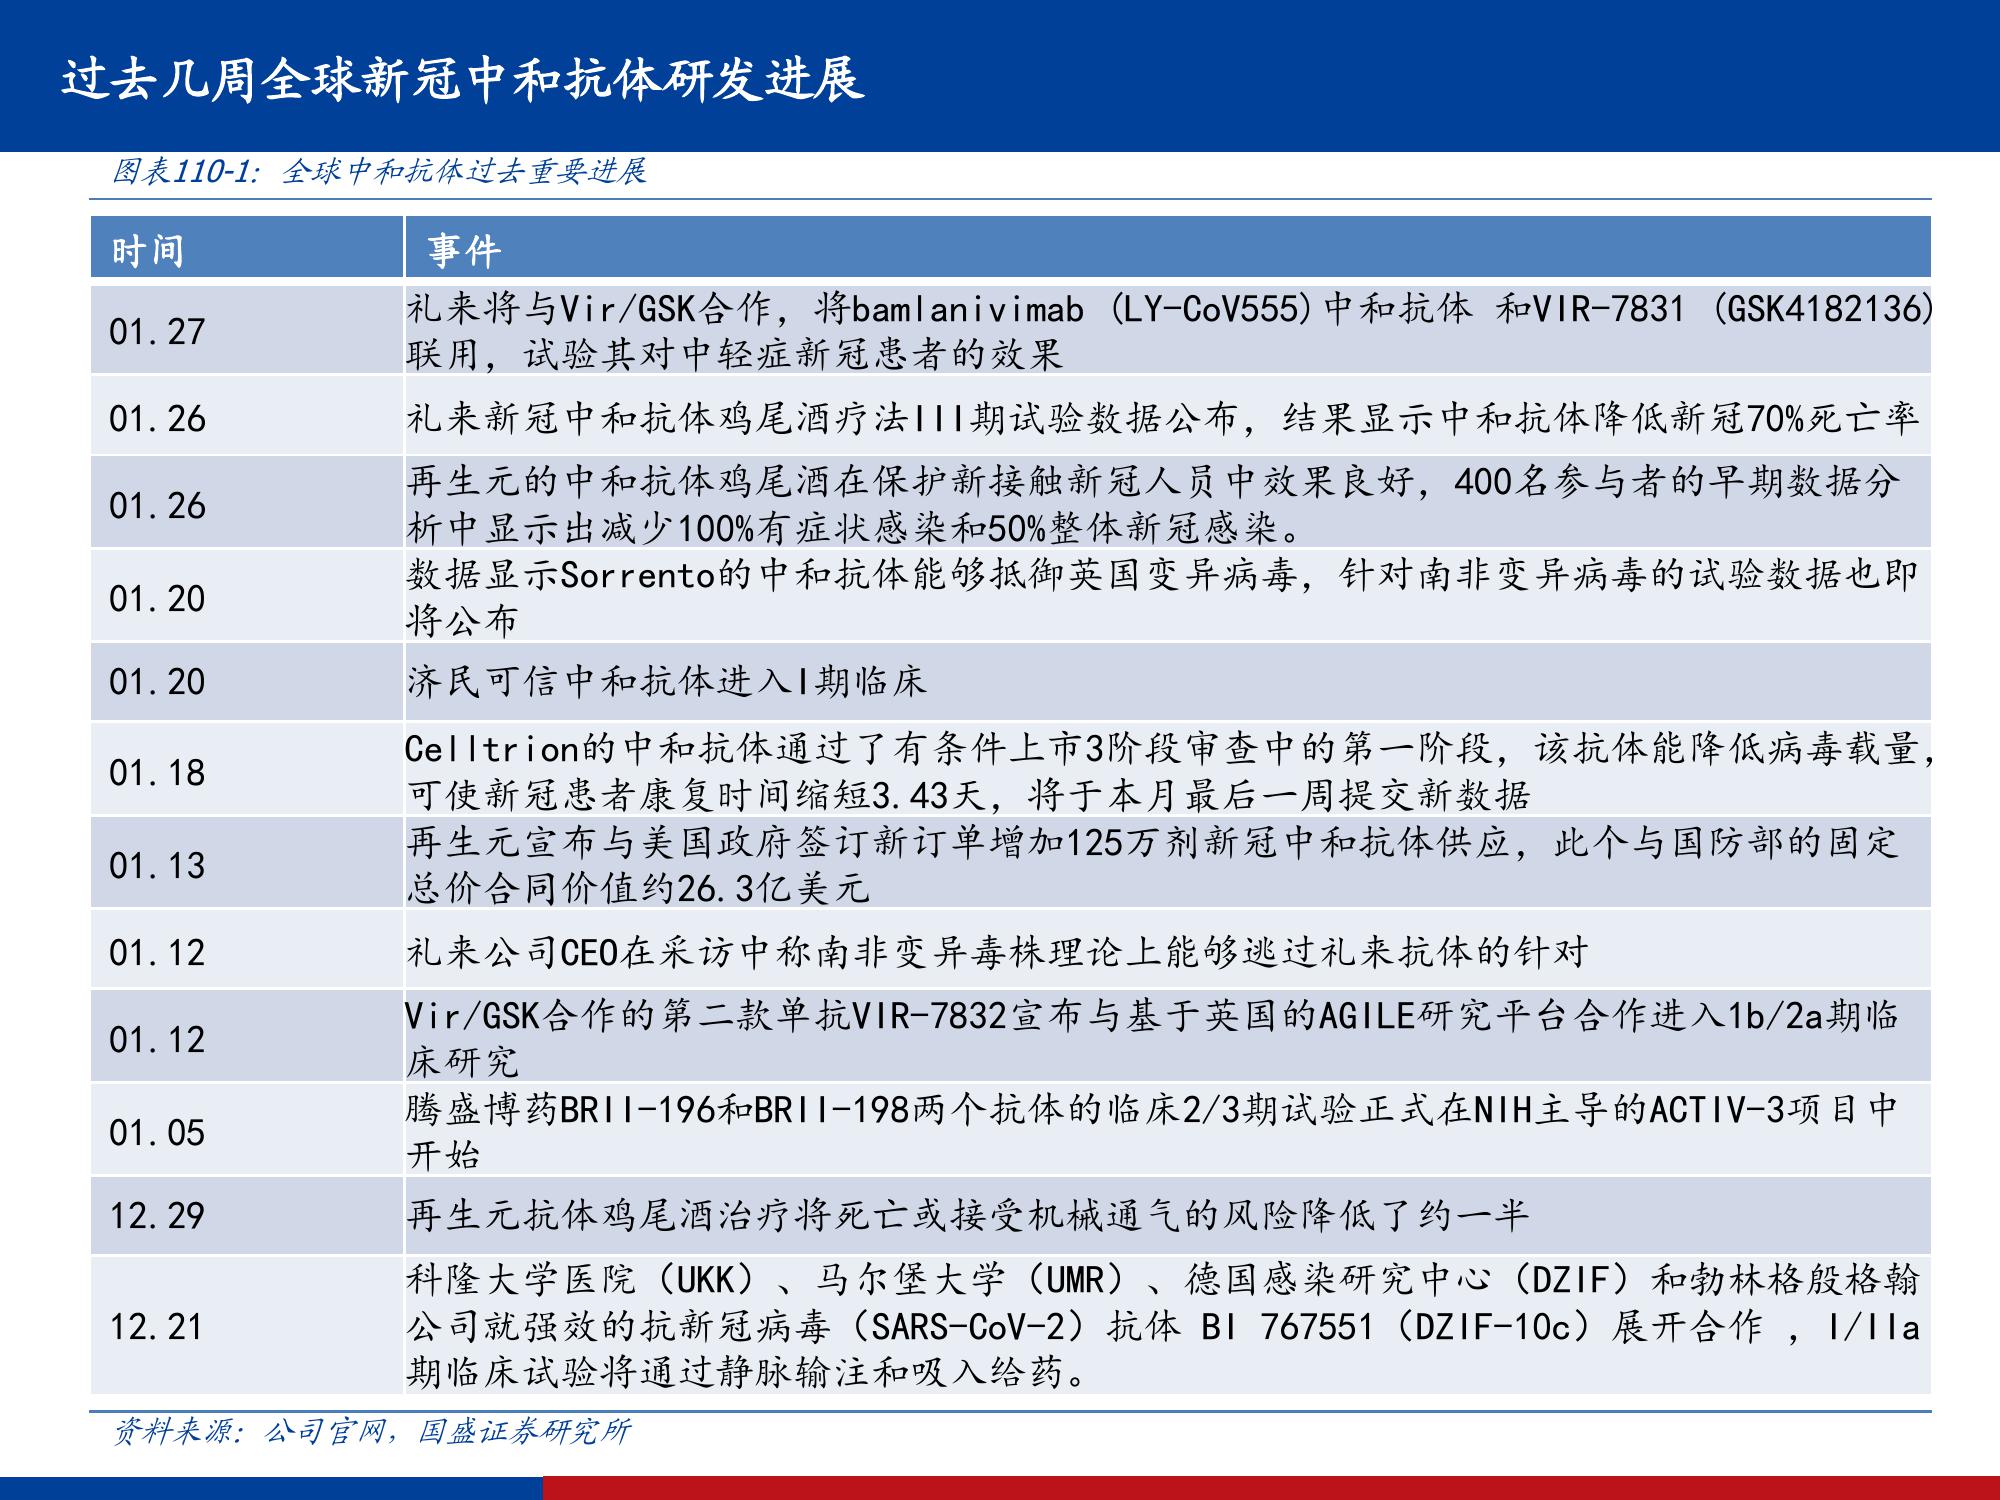 过去几周全球新冠中和抗体研发进展
图表110-1：全球中和抗体过去重要进展
时间 事件
01.27
礼来将与Vir/GSK合作，将bamlanivimab (LY-CoV555)中和抗体 和VIR-7831 (GSK4182136)
联用，试验其对中轻症新冠患者的效果
01.26 礼来新冠中和抗体鸡尾酒疗法III期试验数据公布，结果显示中和抗体降低新冠70%死亡率
01.26
再生元的中和抗体鸡尾酒在保护新接触新冠人员中效果良好，400名参与者的早期数据分
析中显示出减少100%有症状感染和50%整体新冠感染。
01.20
数据显示Sorrento的中和抗体能够抵御英国变异病毒，针对南非变异病毒的试验数据也即
将公布
01.20 济民可信中和抗体进入I期临床
01.18
Celltrion的中和抗体通过了有条件上市3阶段审查中的第一阶段，该抗体能降低病毒载量，
可使新冠患者康复时间缩短3.43天，将于本月最后一周提交新数据
01.13
再生元宣布与美国政府签订新订单增加125万剂新冠中和抗体供应，此个与国防部的固定
总价合同价值约26.3亿美元
01.12 礼来公司CEO在采访中称南非变异毒株理论上能够逃过礼来抗体的针对
01.12
Vir/GSK合作的第二款单抗VIR-7832宣布与基于英国的AGILE研究平台合作进入1b/2a期临
床研究
01.05
腾盛博药BRII-196和BRII-198两个抗体的临床2/3期试验正式在NIH主导的ACTIV-3项目中
开始
12.29 再生元抗体鸡尾酒治疗将死亡或接受机械通气的风险降低了约一半
12.21
科隆大学医院（UKK）、马尔堡大学（UMR）、德国感染研究中心（DZIF）和勃林格殷格翰
公司就强效的抗新冠病毒（SARS-CoV-2）抗体 BI 767551（DZIF-10c）展开合作 ，I/IIa
期临床试验将通过静脉输注和吸入给药。
资料来源：公司官网，国盛证券研究所